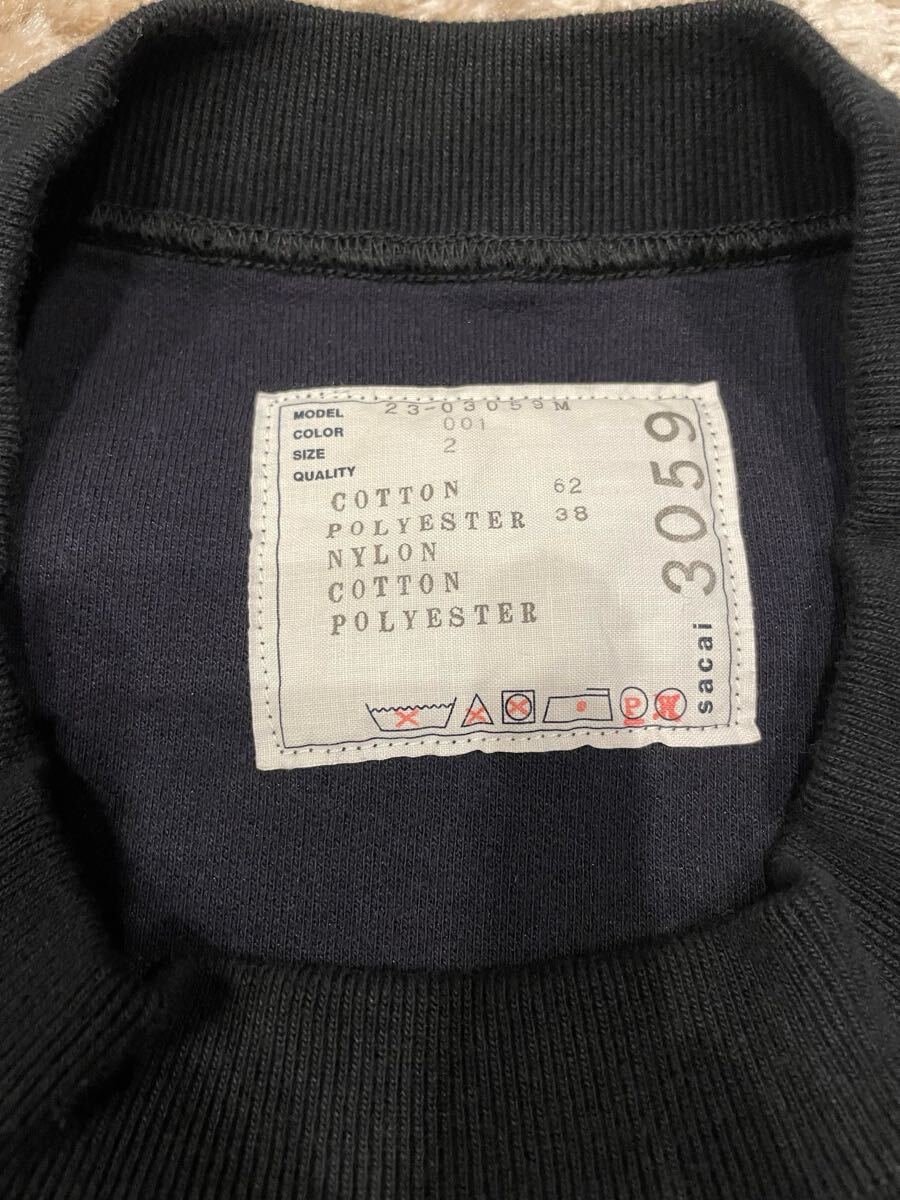 MODEL 23-03059M
COLOR 001
SIZE 2
QUALITY
COTTON 62
POLYESTER 38
NYLON
COTTON
POLYESTER
P
W
sacai 3059